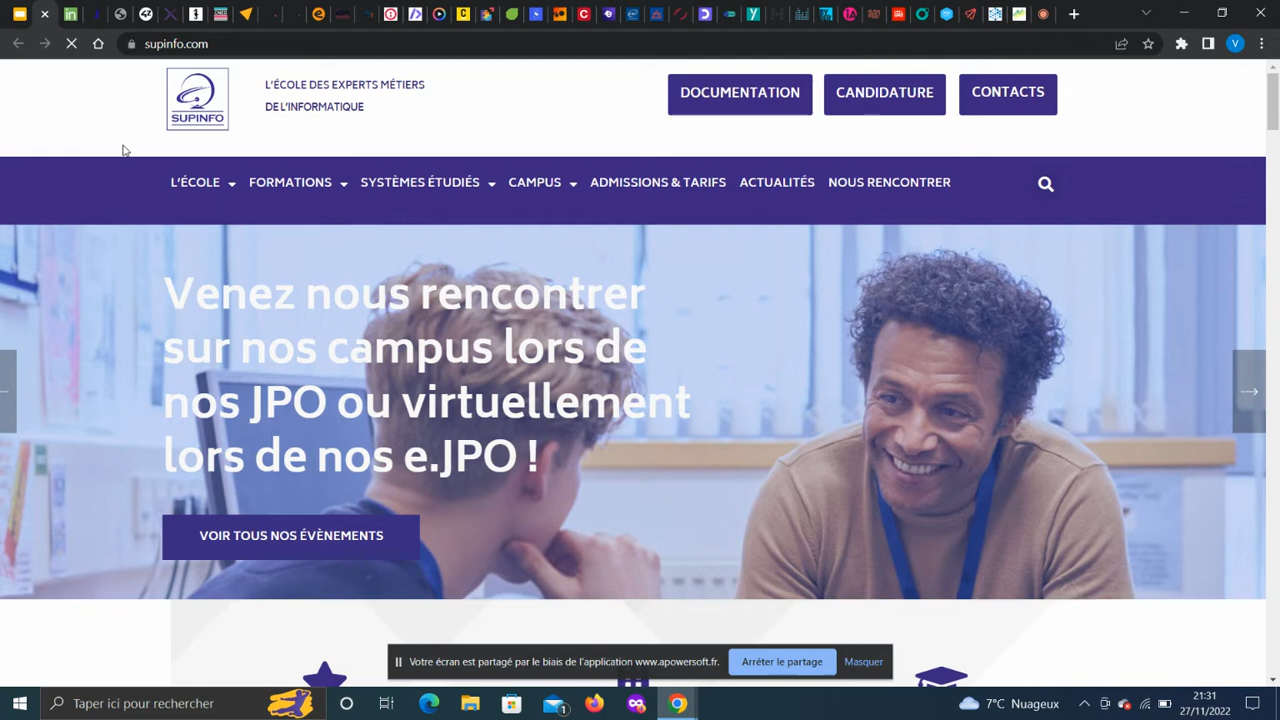 supinfo.com
V
SUPINFO
L'ÉCOLE DES EXPERTS MÉTIERS
DE L'INFORMATIQUE
DOCUMENTATION
CANDIDATURE
CONTACTS
L'ÉCOLE
FORMATIONS
SYSTÈMES ÉTUDIÉS
CAMPUS
ADMISSIONS & TARIFS
ACTUALITÉS
NOUS RENCONTRER
Venez nous rencontrer
sur nos campus lors de
nos JPO ou virtuellement
lors de nos e.JPO !
VOIR TOUS NOS ÉVÈNEMENTS
Votre écran est partagé par le biais de l'application www.apowersoft.fr.
Arrêter le partage
Masquer
Taper ici pour rechercher
1
7°C Nuageux
21:31
27/11/2022